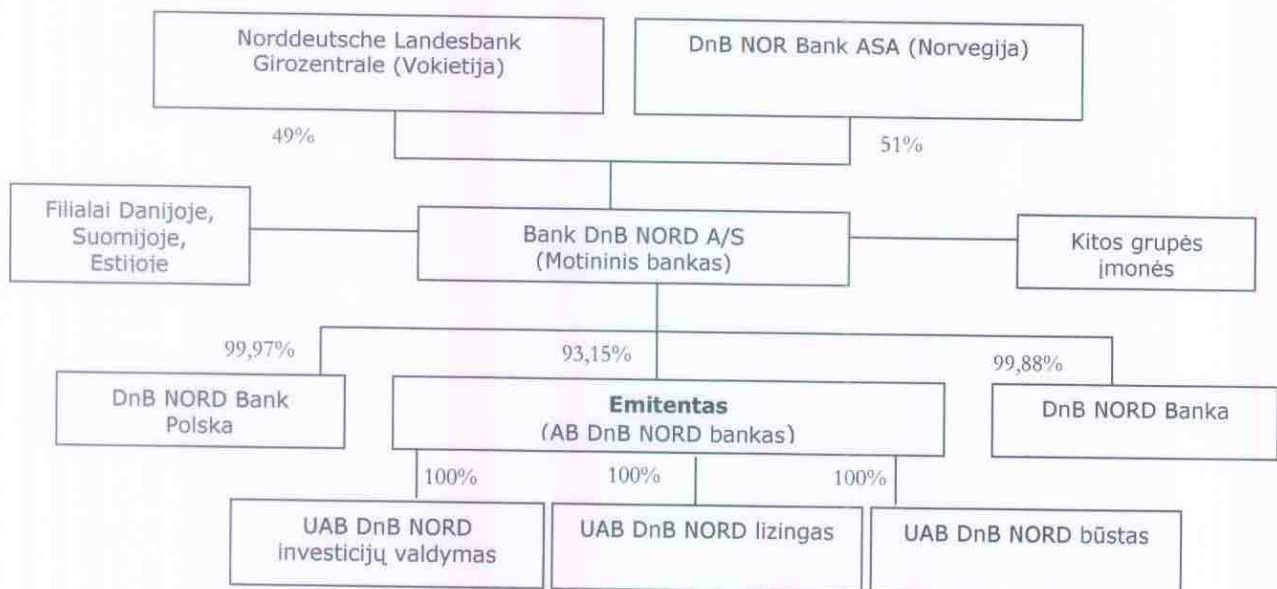 Norddeutsche Landesbank
Girozentrale (Vokietija)
DnB NOR Bank ASA (Norvegija)
49%
51%
Filialai Danijoje,
Suomijoje,
Estijoje
Bank DnB NORD A/S
(Motininis bankas)
Kitos grupės
įmonės
99,97%
93,15%
99,88%
DnB NORD Bank
Polska
Emitentas
(AB DnB NORD bankas)
DnB NORD Banka
100%
100%
100%
UAB DnB NORD
investicijų valdymas
UAB DnB NORD lizingas
UAB DnB NORD būstas